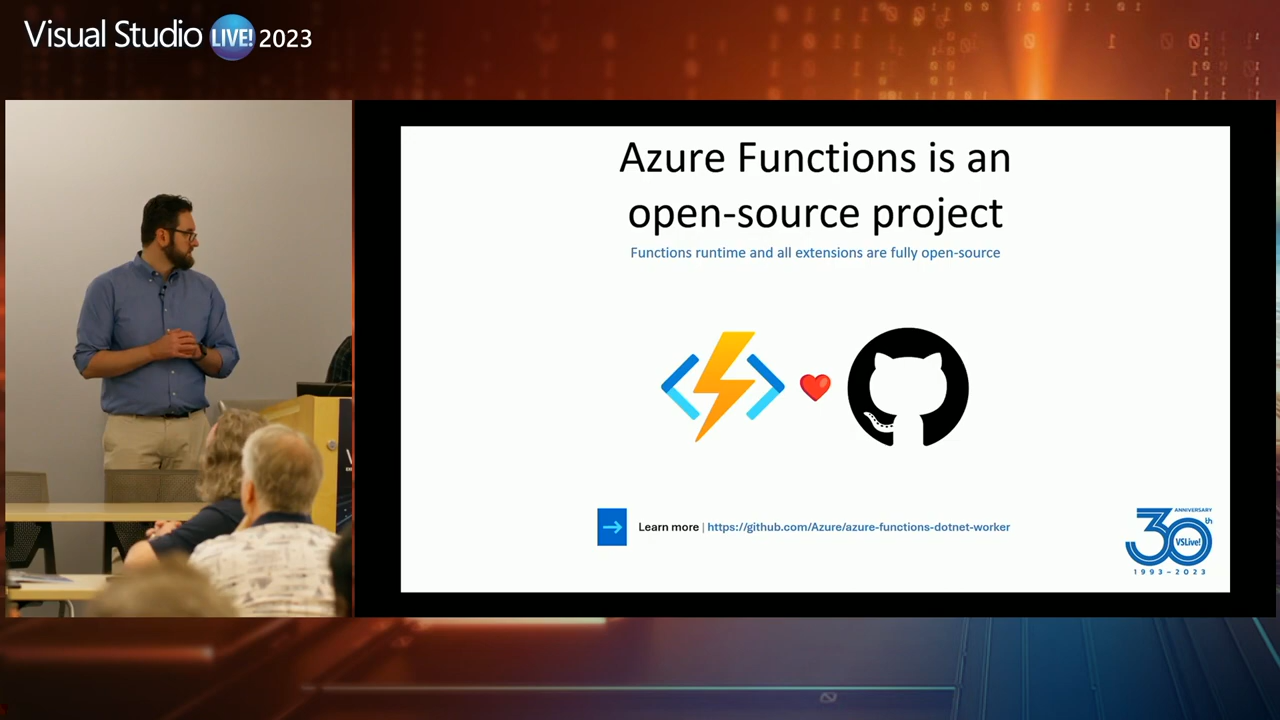 Visual Studio LIVE! 2023
Azure Functions is an
open-source project
Functions runtime and all extensions are fully open-source
Learn more | https://github.com/Azure/azure-functions-dotnet-worker
30th ANNIVERSARY
VSLive!
1993-2023